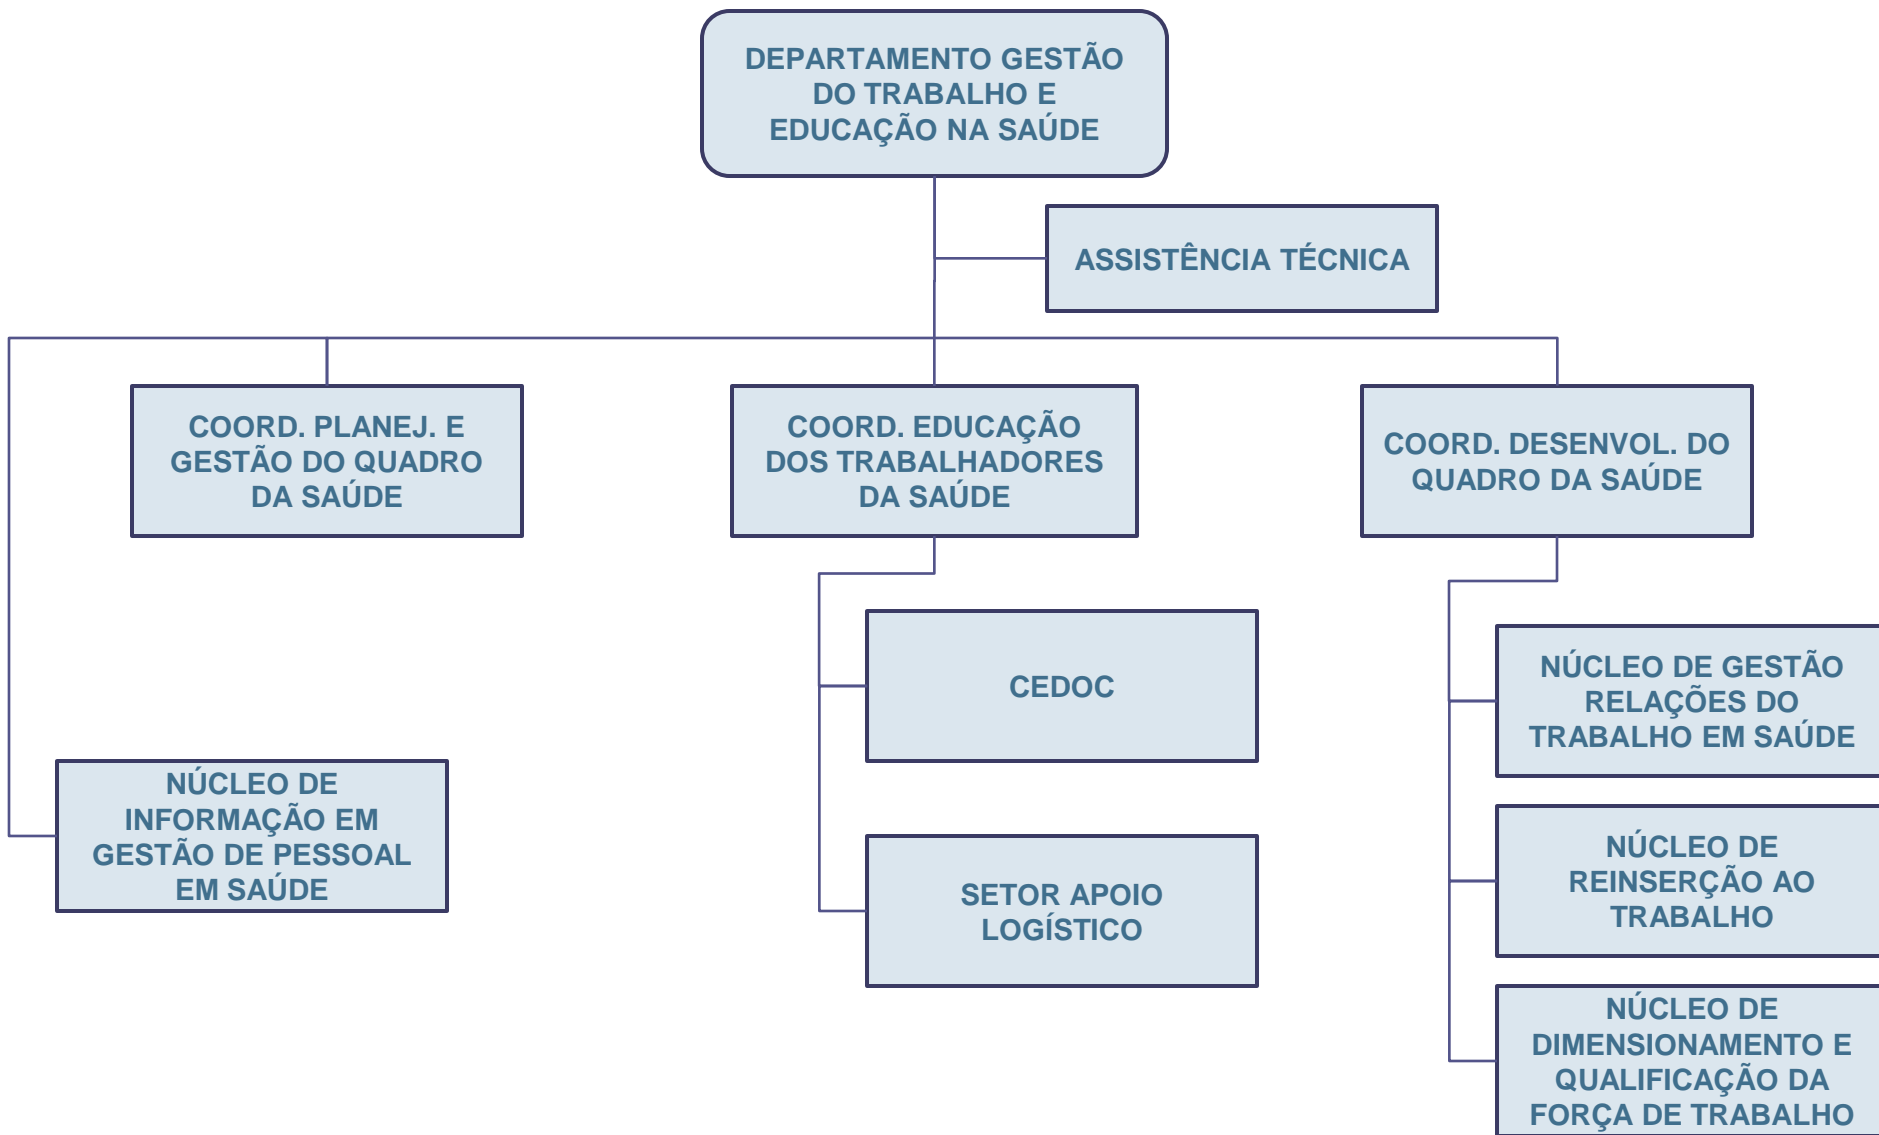 DEPARTAMENTO GESTÃO
DO TRABALHO E
EDUCAÇÃO NA SAÚDE
ASSISTÊNCIA TÉCNICA
COORD. PLANEJ. E
GESTÃO DO QUADRO
DA SAÚDE
COORD. EDUCAÇÃO
DOS TRABALHADORES
DA SAÚDE
COORD. DESENVOL. DO
QUADRO DA SAÚDE
NÚCLEO DE
INFORMAÇÃO EM
GESTÃO DE PESSOAL
EM SAÚDE
CEDOC
SETOR APOIO
LOGÍSTICO
NÚCLEO DE GESTÃO
RELAÇÕES DO
TRABALHO EM SAÚDE
NÚCLEO DE
REINSERÇÃO AO
TRABALHO
NÚCLEO DE
DIMENSIONAMENTO E
QUALIFICAÇÃO DA
FORÇA DE TRABALHO